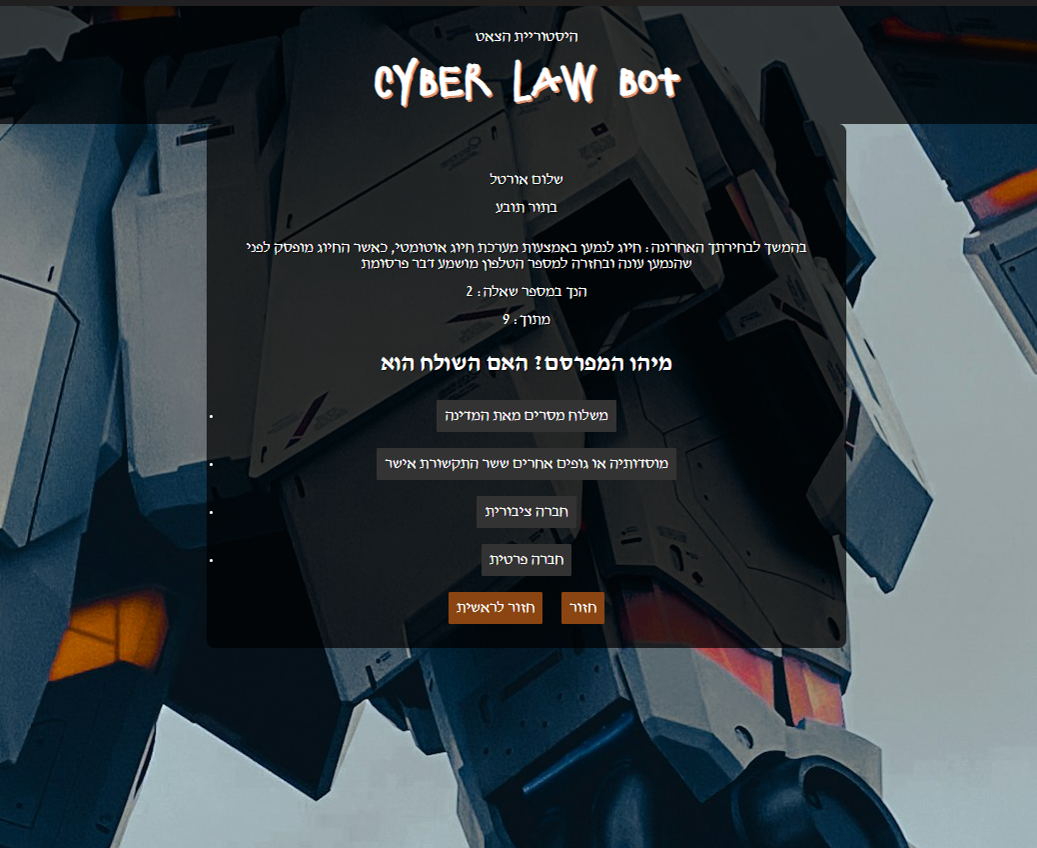 היסטוריית הצאט
CYBER LAW BOT
שלום אורטל
בתור תובע
בהמשך לבחירתך האחרונה : חיוג לנמען באמצעות מערכת חיוג אוטומטי, כאשר החיוג מופסק לפני
שהנמען עונה ובחזרה למספר הטלפון מושמע דבר פרסומת
הנך במספר שאלה : 2
מתוך : 9
מיהו המפרסם? האם השולח הוא
משלוח מסרים מאת המדינה
מוסדותיה או גופים אחרים ששר התקשורת אישר
חברה ציבורית
חברה פרטית
חזור
חזור לראשית